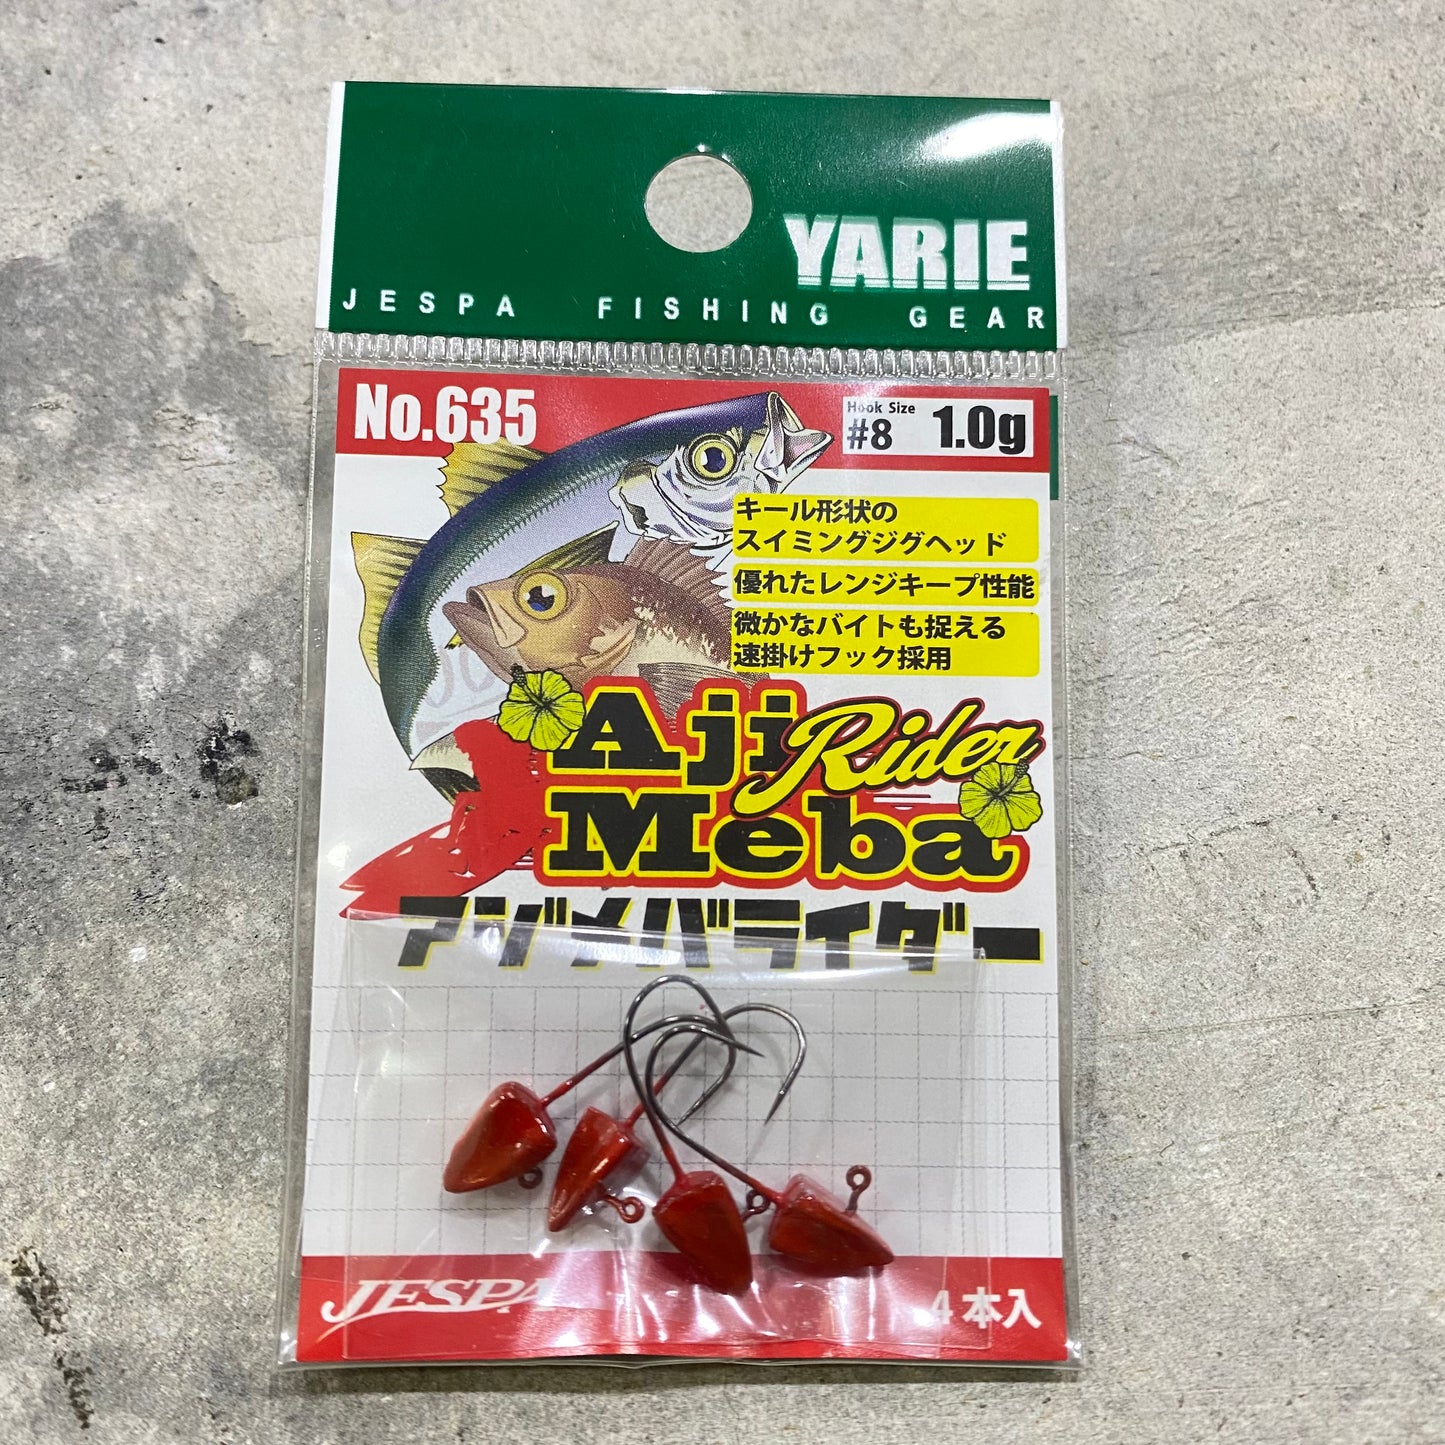 YARIE
JESPA FISHING GEAR
No.635
Hook Size
#8 1.0g
キール形状の
スイミングジグヘッド
優れたレンジキープ性能
微かなバイトも捉える
速掛けフック採用
Aji Rider
Meba
アジメバライダー
JESPA
4本入